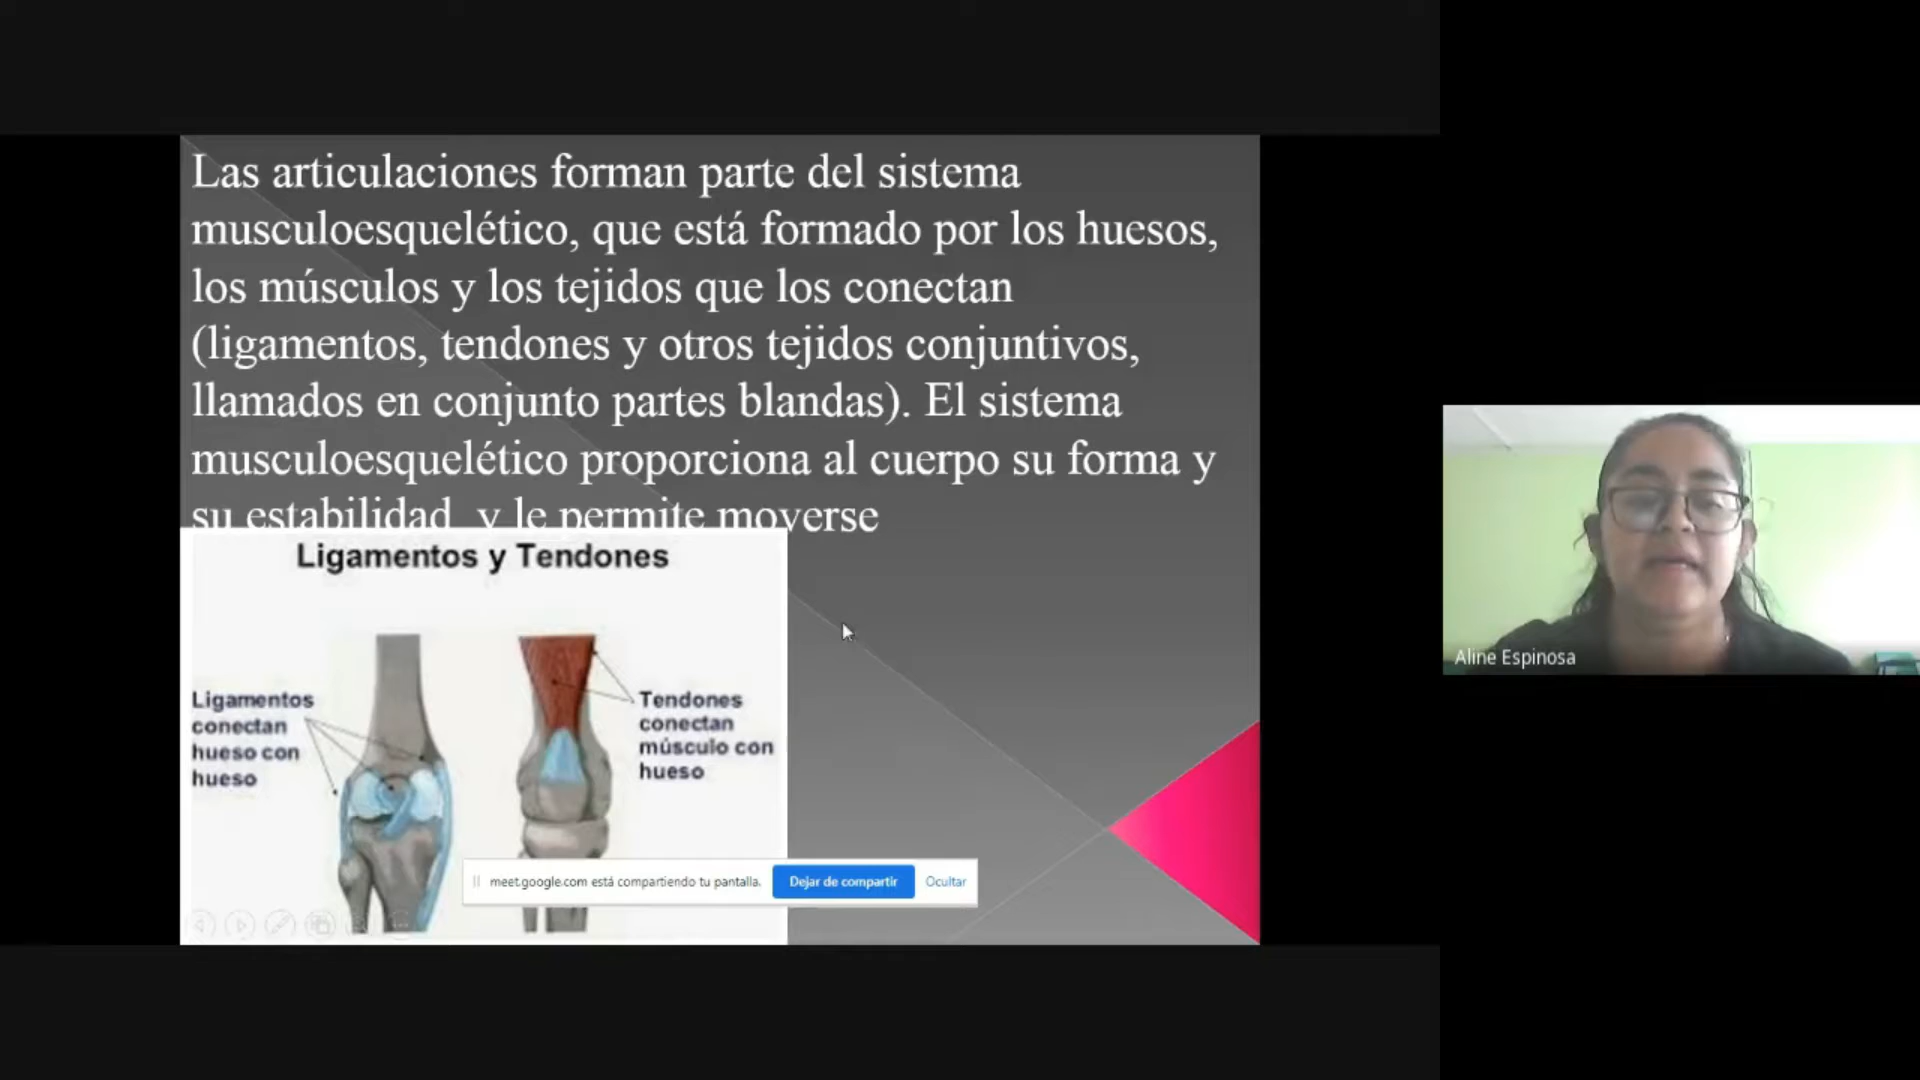 Las articulaciones forman parte del sistema
musculoesquelético, que está formado por los huesos,
los músculos y los tejidos que los conectan
(ligamentos, tendones y otros tejidos conjuntivos,
llamados en conjunto partes blandas). El sistema
musculoesquelético proporciona al cuerpo su forma y
su estabilidad y le permite moverse
Ligamentos y Tendones
Ligamentos
conectan
hueso con
hueso
Tendones
conectan
músculo con
hueso
meet.google.com está compartiendo tu pantalla.
Dejar de compartir
Ocultar
Aline Espinosa